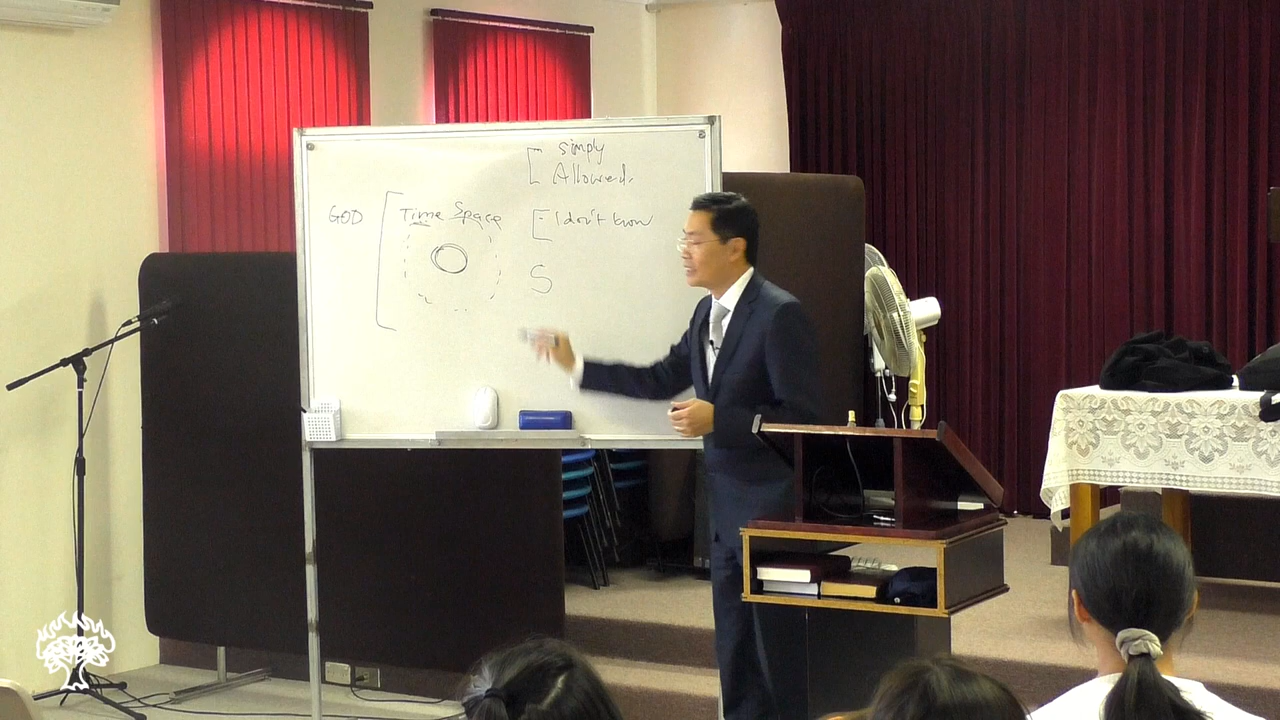 simply
Allowed.
GOD [ Time Space
[ - I don't know
S